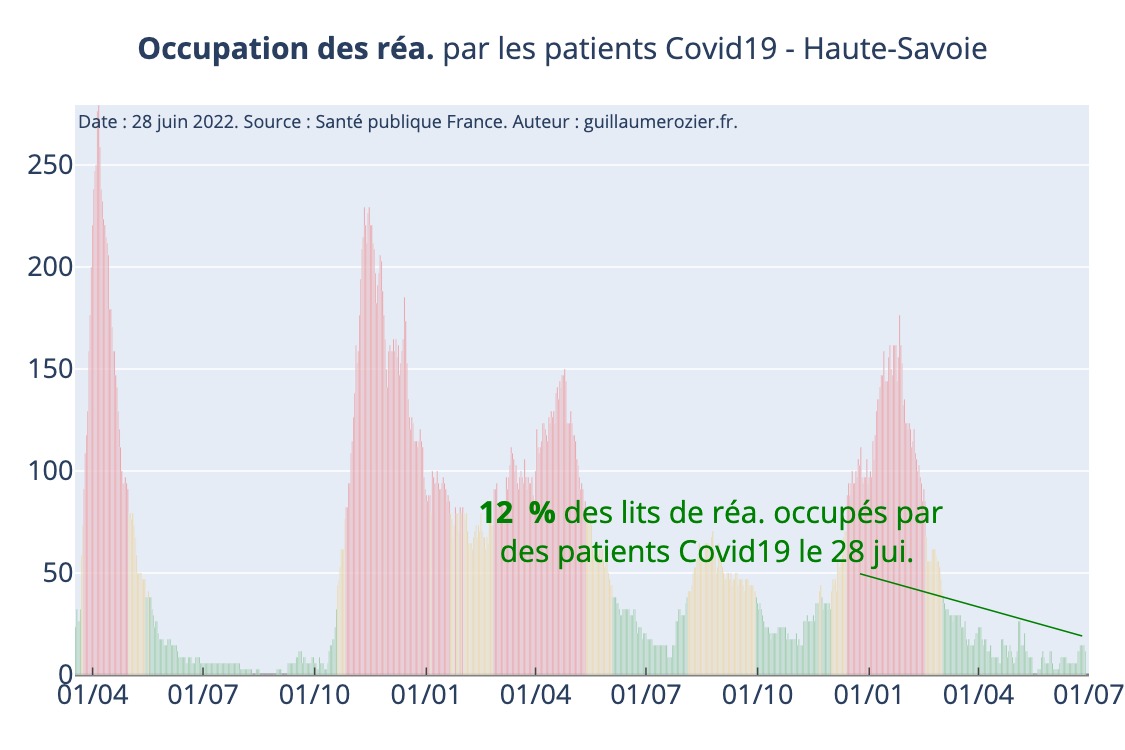 Occupation des réa. par les patients Covid19 - Haute-Savoie
Date : 28 juin 2022. Source : Santé publique France. Auteur : guillaumerozier.fr.
250
200
150
100
50
0
12 % des lits de réa. occupés par
des patients Covid19 le 28 jui.
01/04 01/07 01/10 01/01 01/04 01/07 01/10 01/01 01/04 01/07